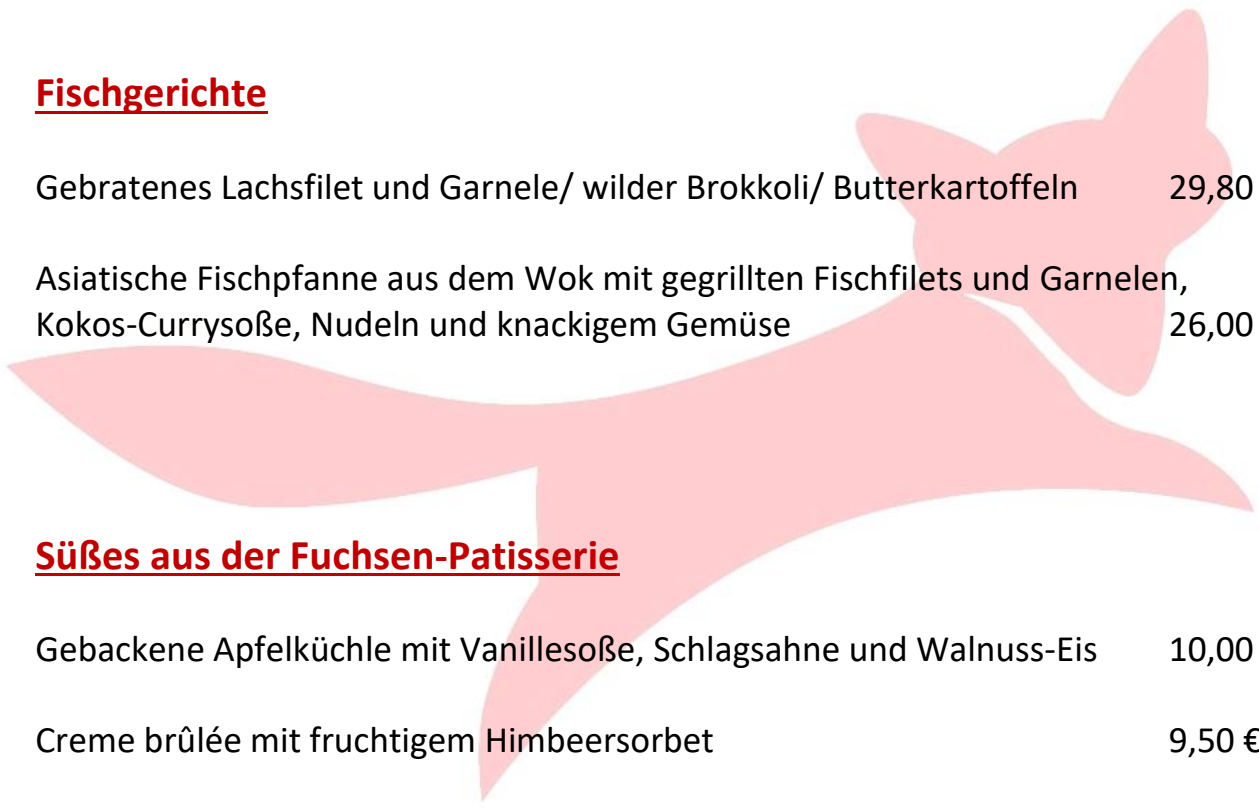 Fischgerichte
Gebratenes Lachsfilet und Garnele/ wilder Brokkoli/ Butterkartoffeln 29,80
Asiatische Fischpfanne aus dem Wok mit gegrillten Fischfilets und Garnelen,
Kokos-Currysoße, Nudeln und knackigem Gemüse 26,00
Süßes aus der Fuchsen-Patisserie
Gebackene Apfelküchle mit Vanillesoße, Schlagsahne und Walnuss-Eis 10,00
Creme brûlée mit fruchtigem Himbeersorbet 9,50 €